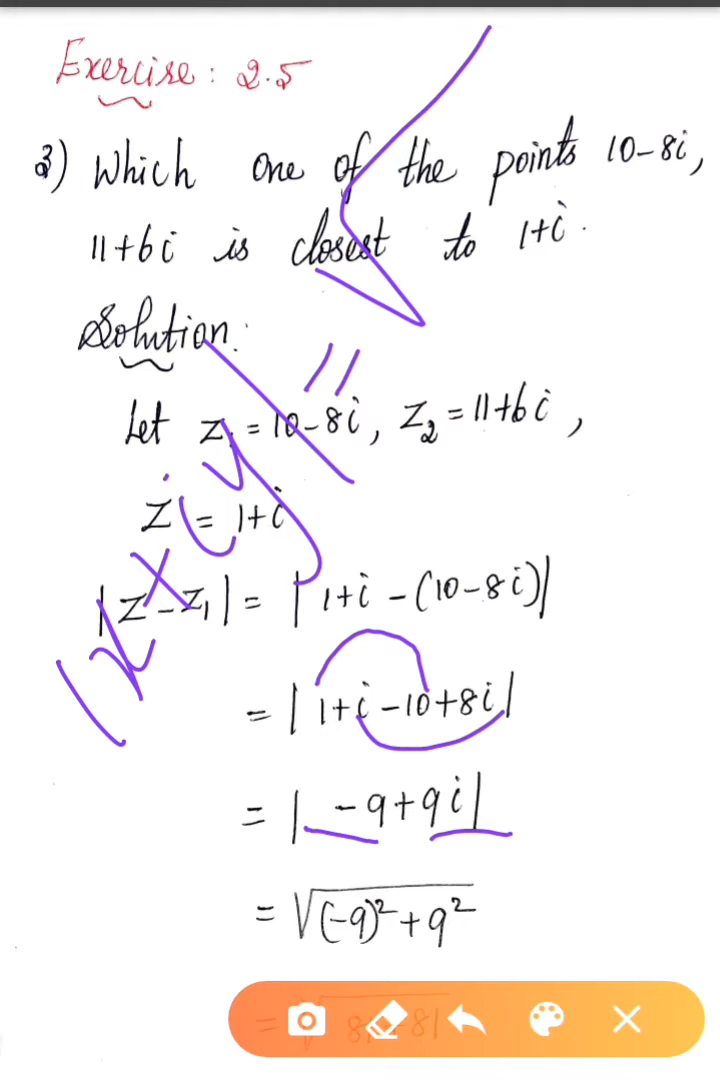 Exercise: 2.5
3) Which one of the points 10-8i,
11+6i is closest to 1+i.
Solution:
Let z₁ = 10-8i, z₂ = 11+6i,
z = 1+i
|z-z₁| = |1+i-(10-8i)|
= |1+i-10+8i|
= |-9+9i|
= √(-9)²+9²